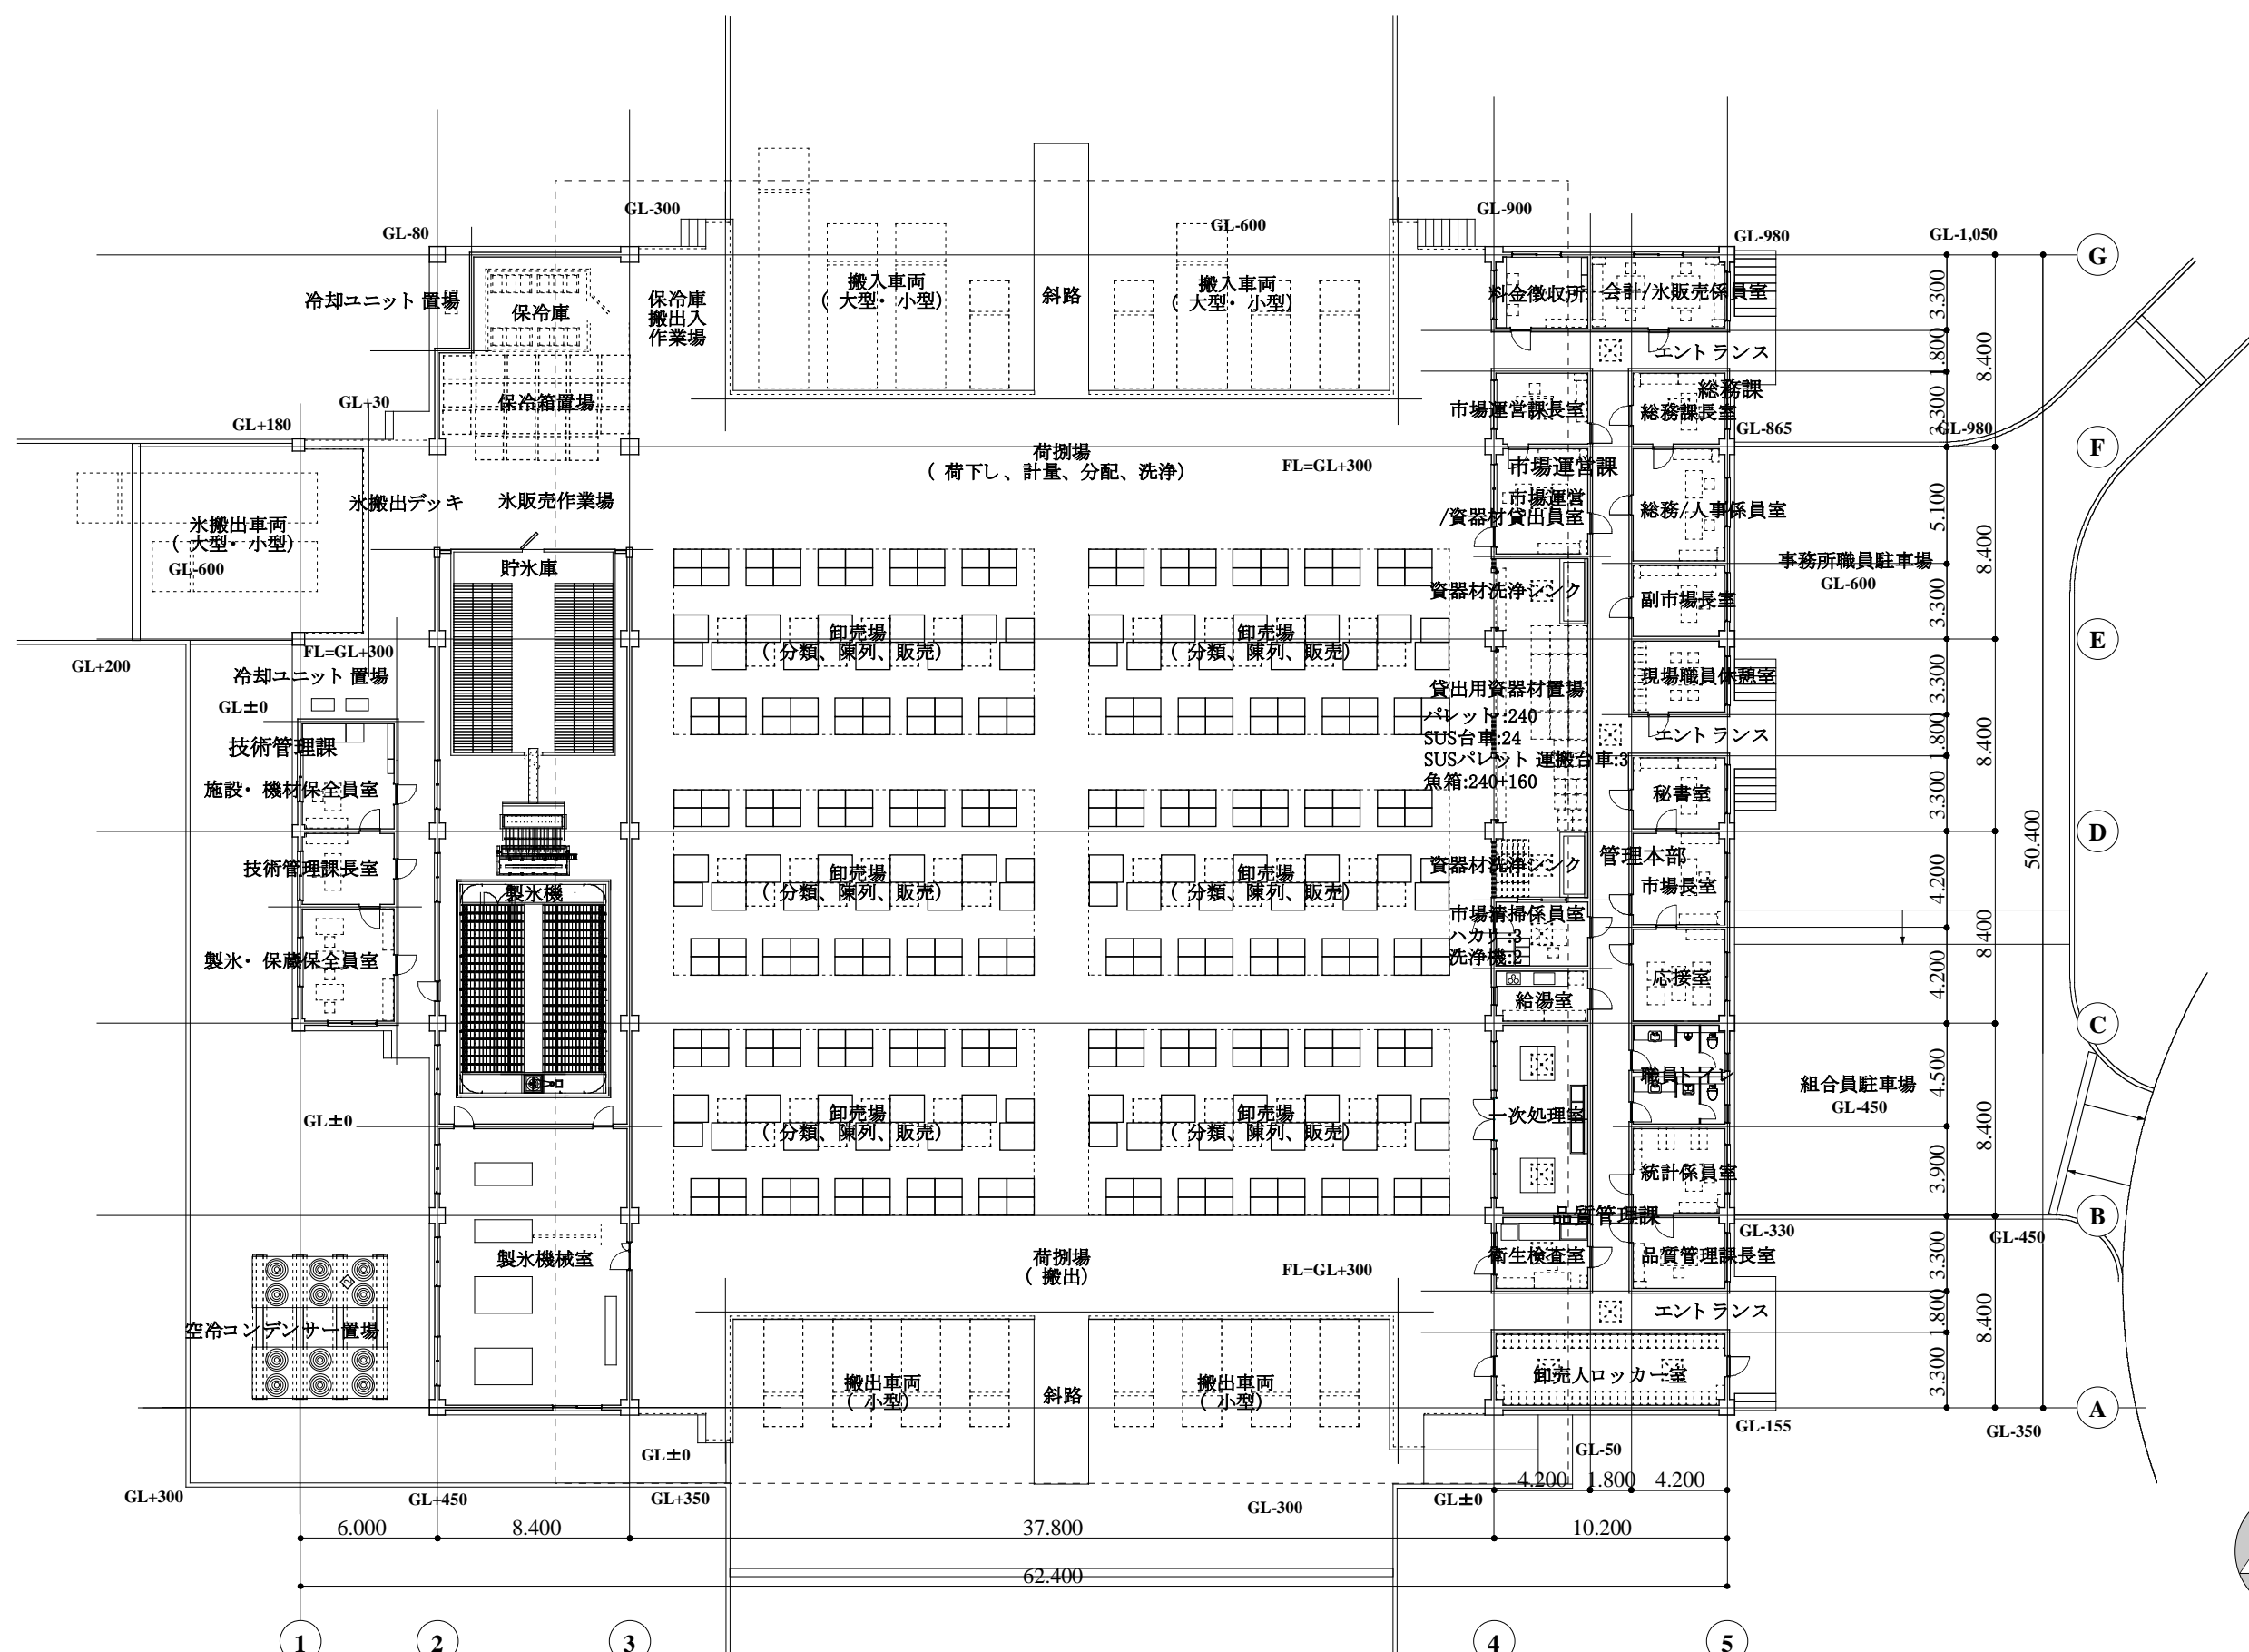 GL-300
GL-80
GL-600
GL-900
GL-980
GL-1,050
G
冷却ユニット 置場
保冷庫
保冷庫
搬出入
作業場
搬入車両
( 大型・ 小型)
斜路
搬入車両
( 大型・ 小型)
料金徴収所
会計/氷販売係員室
3.300
エントランス
1.800
8.400
保冷箱置場
GL+30
GL+180
市場運営課長室
総務課
総務課長室
3.300
GL-865
GL-980
F
荷捌場
( 荷下し、計量、分配、洗浄)
FL=GL+300
市場運営課
市場運営
/資器材貸出員室
総務/人事係員室
5.100
8.400
氷搬出デッキ
氷販売作業場
氷搬出車両
( 大型・ 小型)
GL-600
貯氷庫
事務所職員駐車場
GL-600
資器材洗浄シンク
副市場長室
3.300
卸売場
( 分類、陳列、販売)
卸売場
( 分類、陳列、販売)
E
FL=GL+300
GL+200
冷却ユニット 置場
GL±0
現場職員休憩室
3.300
貸出用資器材置場
パレット :240
SUS台車:24
SUSパレット 運搬台車:3
魚箱:240+160
エントランス
1.800
8.400
技術管理課
施設・ 機材保全員室
秘書室
3.300
D
50.400
技術管理課長室
卸売場
( 分類、陳列、販売)
卸売場
( 分類、陳列、販売)
資器材洗浄シンク
管理本部
市場長室
4.200
製氷機
市場清掃係員室
ハカリ :3
洗浄機:2
8.400
製氷・ 保蔵保全員室
応接室
4.200
給湯室
C
職員トイレ
4.500
組合員駐車場
GL-450
GL±0
卸売場
( 分類、陳列、販売)
卸売場
( 分類、陳列、販売)
一次処理室
8.400
統計係員室
3.900
品質管理課
B
GL-330
GL-450
製氷機械室
荷捌場
( 搬出)
FL=GL+300
衛生検査室
品質管理課長室
3.300
エントランス
1.800
8.400
空冷コンデンサー置場
搬出車両
( 小型)
斜路
搬出車両
( 小型)
卸売人ロッカー室
3.300
A
GL-155
GL-350
GL±0
GL-50
4.200
1.800
4.200
GL+300
GL+450
GL+350
GL-300
GL±0
6.000
8.400
37.800
10.200
62.400
1
2
3
4
5